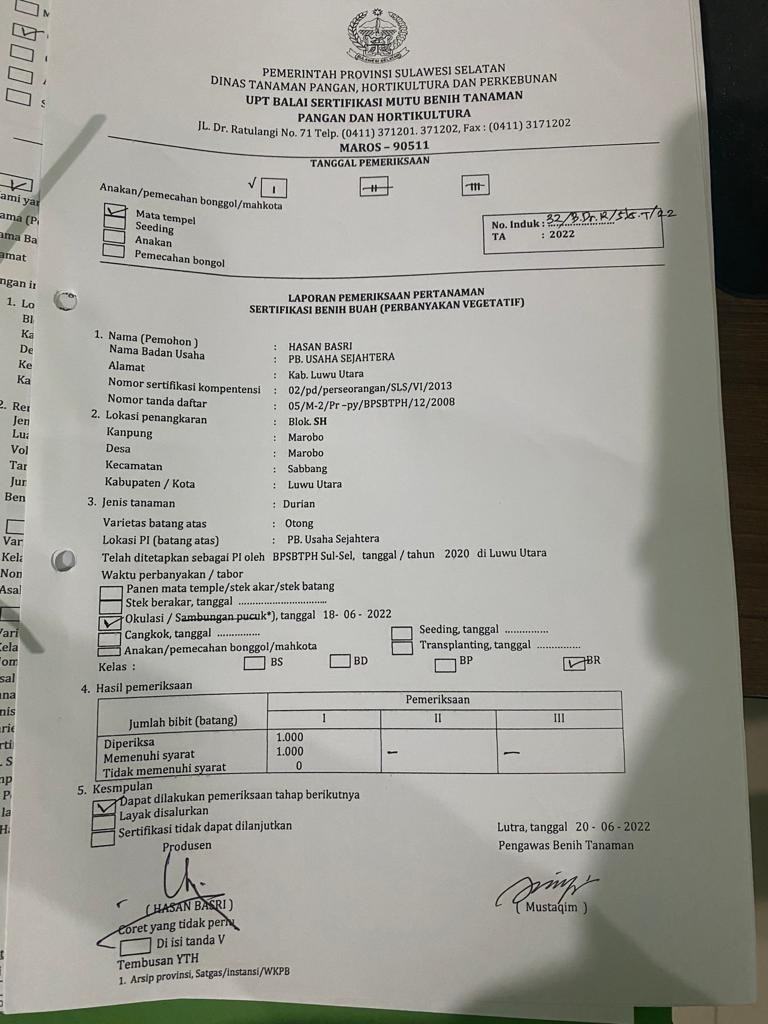 PEMERINTAH PROVINSI SULAWESI SELATAN
DINAS TANAMAN PANGAN, HORTIKULTURA DAN PERKEBUNAN
UPT BALAI SERTIFIKASI MUTU BENIH TANAMAN
PANGAN DAN HORTIKULTURA
JL. Dr. Ratulangi No. 71 Telp. (0411) 371201. 371202, Fax : (0411) 3171202
MAROS – 90511
TANGGAL PEMERIKSAAN
√ I II III
Anakan/pemecahan bonggol/mahkota
Mata tempel
Seeding
Anakan
Pemecahan bongol
No. Induk : 32/B.Dr.R/SLS.T/22
TA : 2022
LAPORAN PEMERIKSAAN PERTANAMAN
SERTIFIKASI BENIH BUAH (PERBANYAKAN VEGETATIF)
1. Nama (Pemohon ) : HASAN BASRI
Nama Badan Usaha : PB. USAHA SEJAHTERA
Alamat : Kab. Luwu Utara
Nomor sertifikasi kompentensi : 02/pd/perseorangan/SLS/VI/2013
Nomor tanda daftar : 05/M-2/Pr –py/BPSBTPH/12/2008
2. Lokasi penangkaran : Blok. SH
Kanpung : Marobo
Desa : Marobo
Kecamatan : Sabbang
Kabupaten / Kota : Luwu Utara
3. Jenis tanaman : Durian
Varietas batang atas : Otong
Lokasi PI (batang atas) : PB. Usaha Sejahtera
Telah ditetapkan sebagai PI oleh BPSBTPH Sul-Sel, tanggal / tahun 2020 di Luwu Utara
Waktu perbanyakan / tabor
Panen mata temple/stek akar/stek batang
Stek berakar, tanggal ..............................
Okulasi / Sambungan pucuk*), tanggal 18- 06 - 2022
Cangkok, tanggal ............... Seeding, tanggal ...............
Anakan/pemecahan bonggol/mahkota Transplanting, tanggal ...............
Kelas : BS BD BP BR
4. Hasil pemeriksaan
Jumlah bibit (batang) Pemeriksaan
I II III
Diperiksa 1.000
Memenuhi syarat 1.000 – –
Tidak memenuhi syarat 0
5. Kesmpulan
Dapat dilakukan pemeriksaan tahap berikutnya
Layak disalurkan
Sertifikasi tidak dapat dilanjutkan
Lutra, tanggal 20 - 06 - 2022
Produsen Pengawas Benih Tanaman
( HASAN BASRI ) ( Mustaqim )
Coret yang tidak perlu
Di isi tanda V
Tembusan YTH
1. Arsip provinsi, Satgas/instansi/WKPB